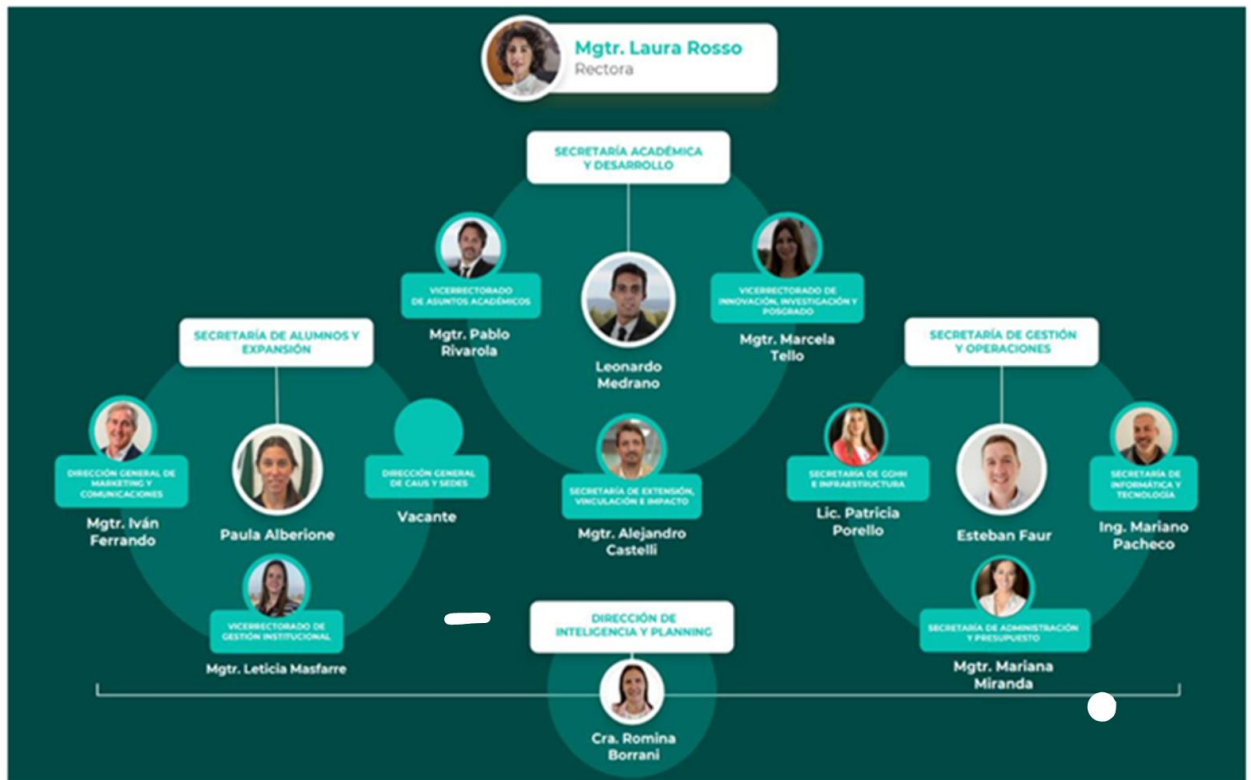 Mgtr. Laura Rosso
Rectora
SECRETARÍA ACADÉMICA
Y DESARROLLO
VICERRECTORADO
DE ASUNTOS ACADÉMICOS
Mgtr. Pablo
Rivarola
Leonardo
Medrano
VICERRECTORADO DE
INNOVACIÓN, INVESTIGACIÓN Y
POSGRADO
Mgtr. Marcela
Tello
SECRETARÍA DE EXTENSIÓN,
VINCULACIÓN E IMPACTO
Mgtr. Alejandro
Castelli
SECRETARÍA DE ALUMNOS Y
EXPANSIÓN
DIRECCIÓN GENERAL DE
MARKETING Y
COMUNICACIONES
Mgtr. Iván
Ferrando
Paula Alberione
DIRECCIÓN GENERAL
DE CAUS Y SEDES
Vacante
VICERRECTORADO DE
GESTIÓN INSTITUCIONAL
Mgtr. Leticia Masfarre
SECRETARÍA DE GESTIÓN
Y OPERACIONES
SECRETARÍA DE GGHH
E INFRAESTRUCTURA
Lic. Patricia
Porello
Esteban Faur
SECRETARÍA DE
INFORMÁTICA Y
TECNOLOGÍA
Ing. Mariano
Pacheco
SECRETARÍA DE ADMINISTRACIÓN
Y PRESUPUESTO
Mgtr. Mariana
Miranda
DIRECCIÓN DE
INTELIGENCIA Y PLANNING
Cra. Romina
Borrani